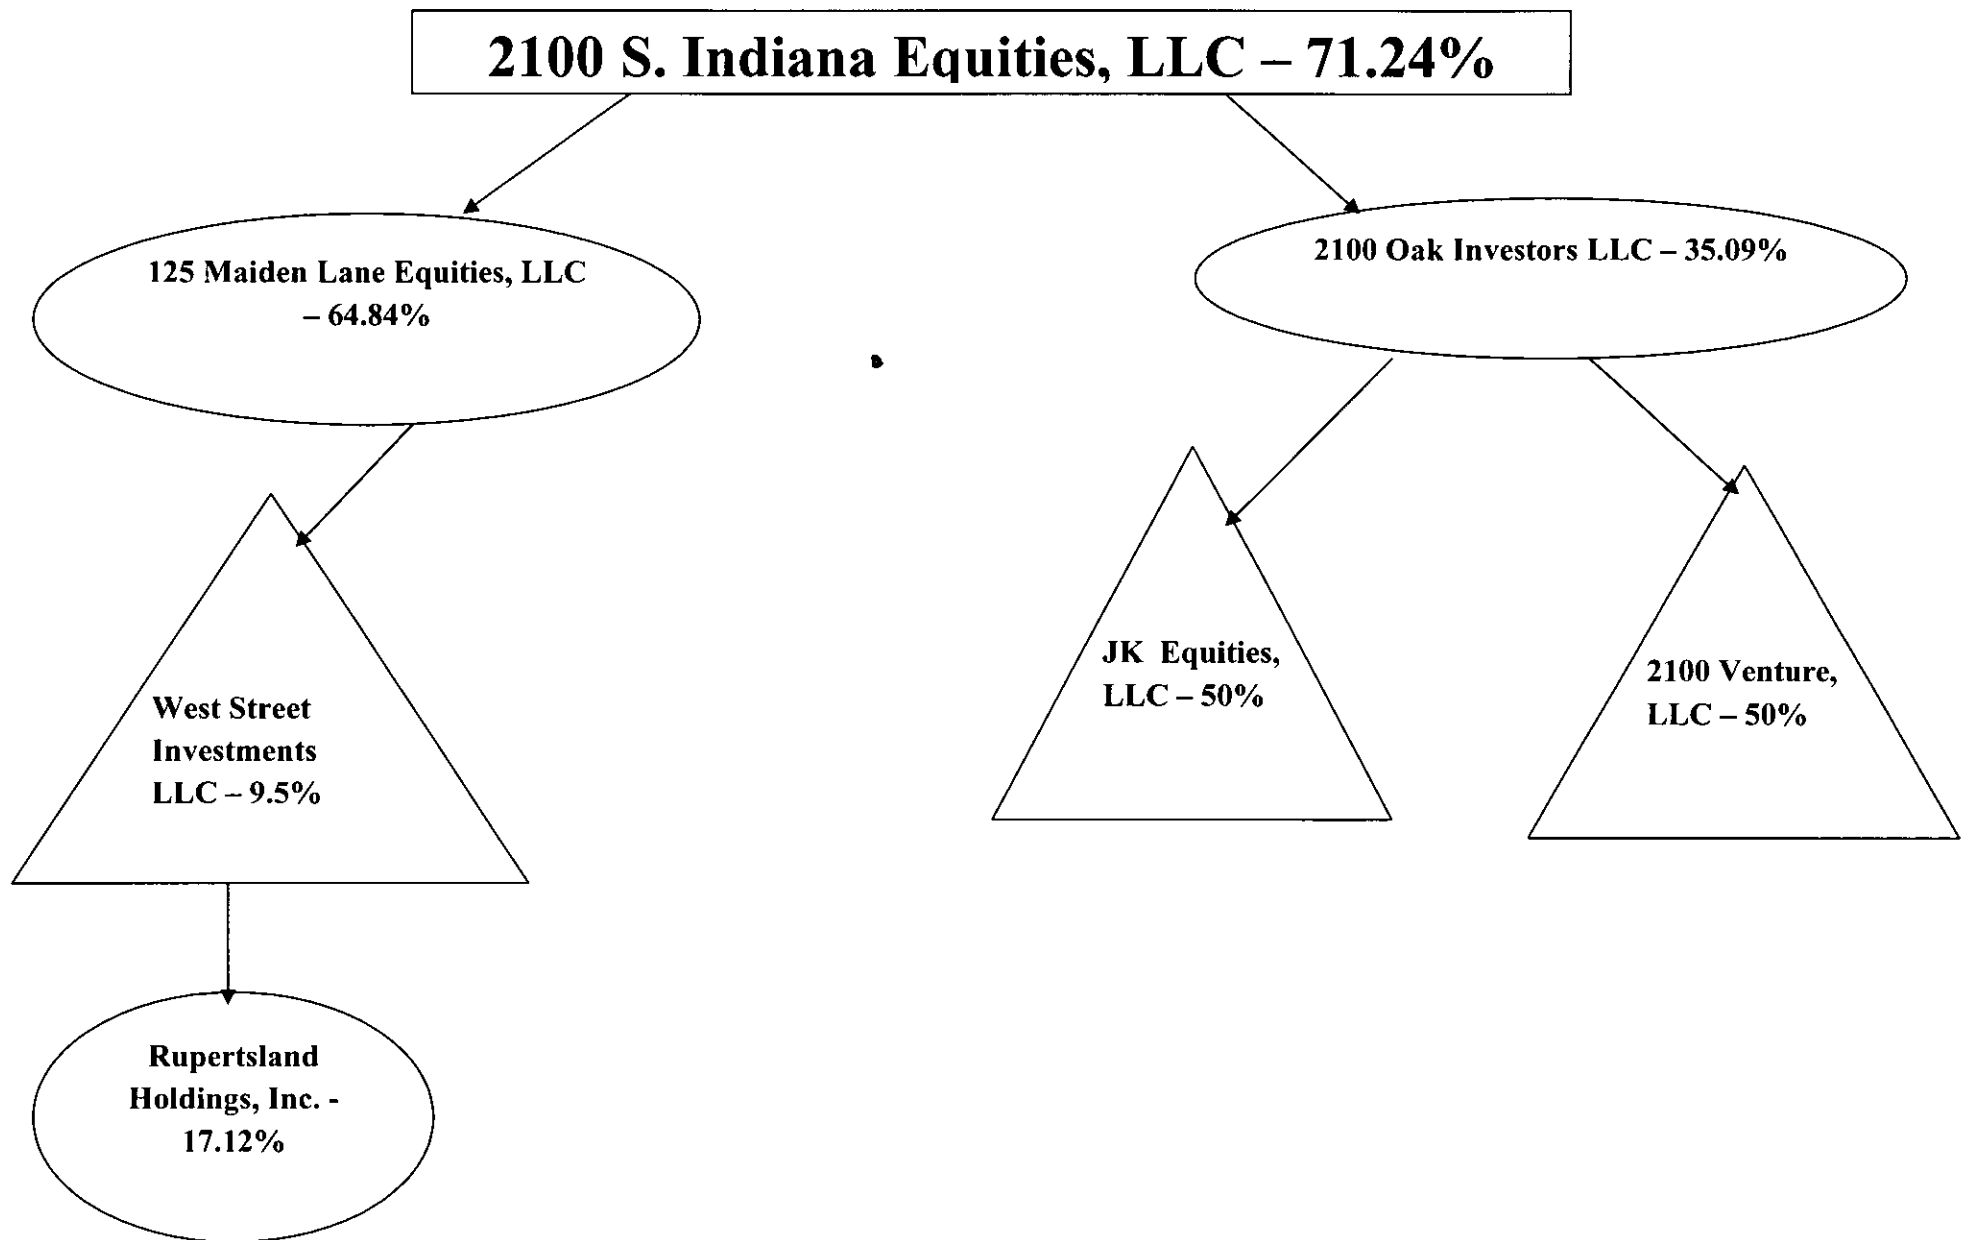 2100 S. Indiana Equities, LLC – 71.24%
125 Maiden Lane Equities, LLC
– 64.84%
2100 Oak Investors LLC – 35.09%
West Street
Investments
LLC – 9.5%
JK Equities,
LLC – 50%
2100 Venture,
LLC – 50%
Rupertsland
Holdings, Inc. -
17.12%